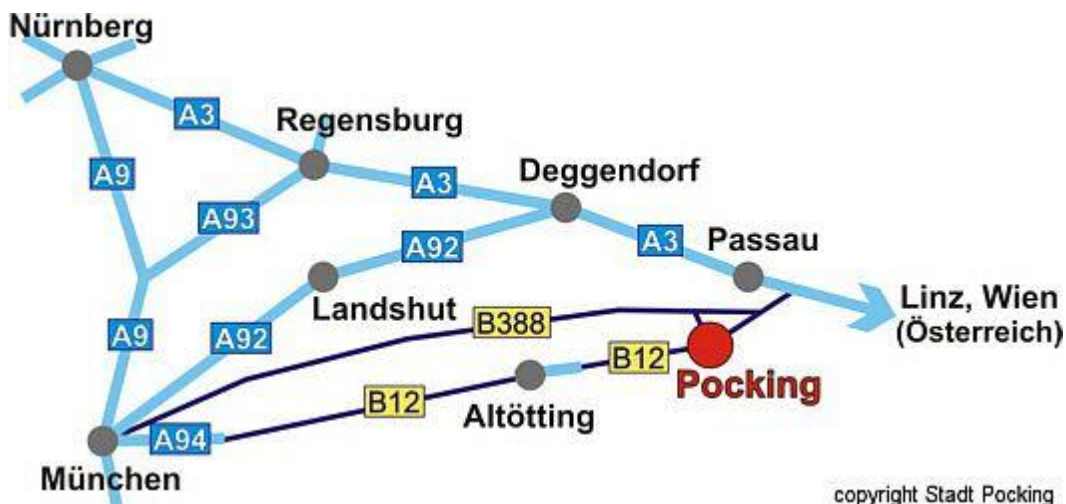 Nürnberg
A3
Regensburg
A9
A3
Deggendorf
A93
A92
A3
Passau
Landshut
Linz, Wien
(Österreich)
A9
A92
B388
B12
Pocking
B12
Altötting
A94
München
copyright Stadt Pocking